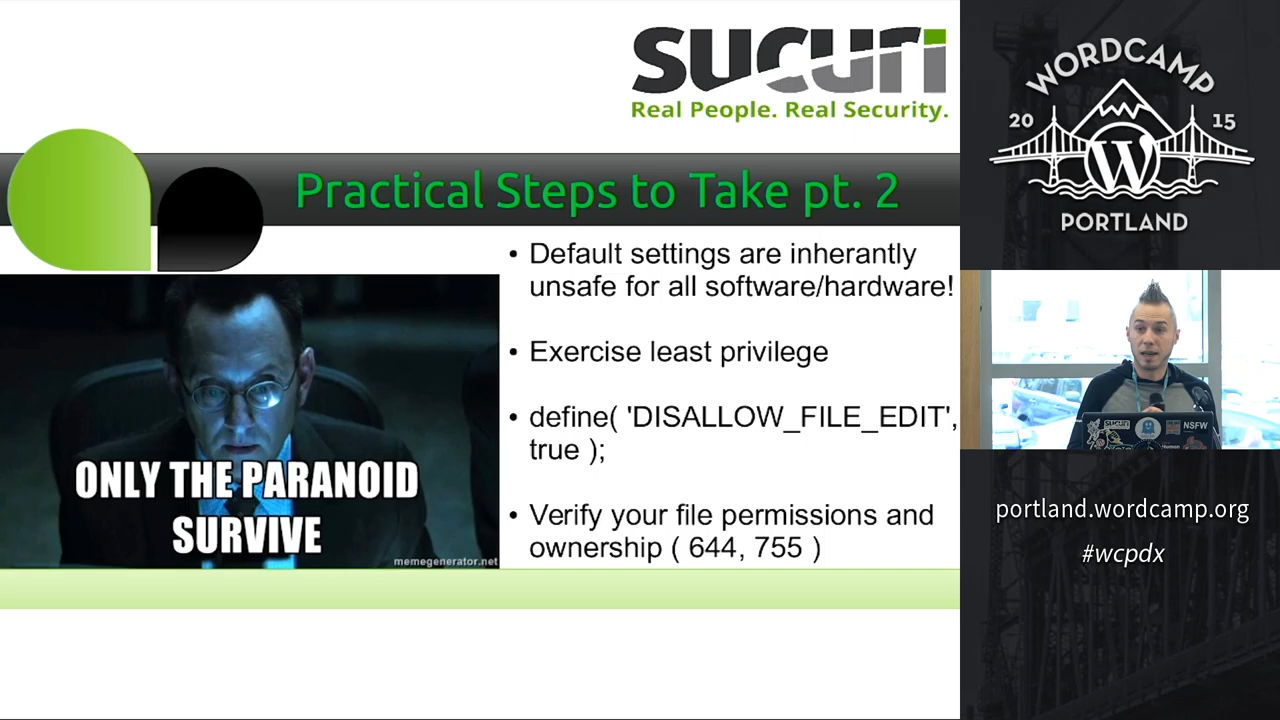 sucuri
Real People. Real Security.
Practical Steps to Take pt. 2
• Default settings are inherantly
unsafe for all software/hardware!
• Exercise least privilege
• define( 'DISALLOW_FILE_EDIT',
true );
• Verify your file permissions and
ownership ( 644, 755 )
ONLY THE PARANOID
SURVIVE
memegenerator.net
WORDCAMP
20 15
W
PORTLAND
SUCURI
NSFW
portland.wordcamp.org
#wcpdx